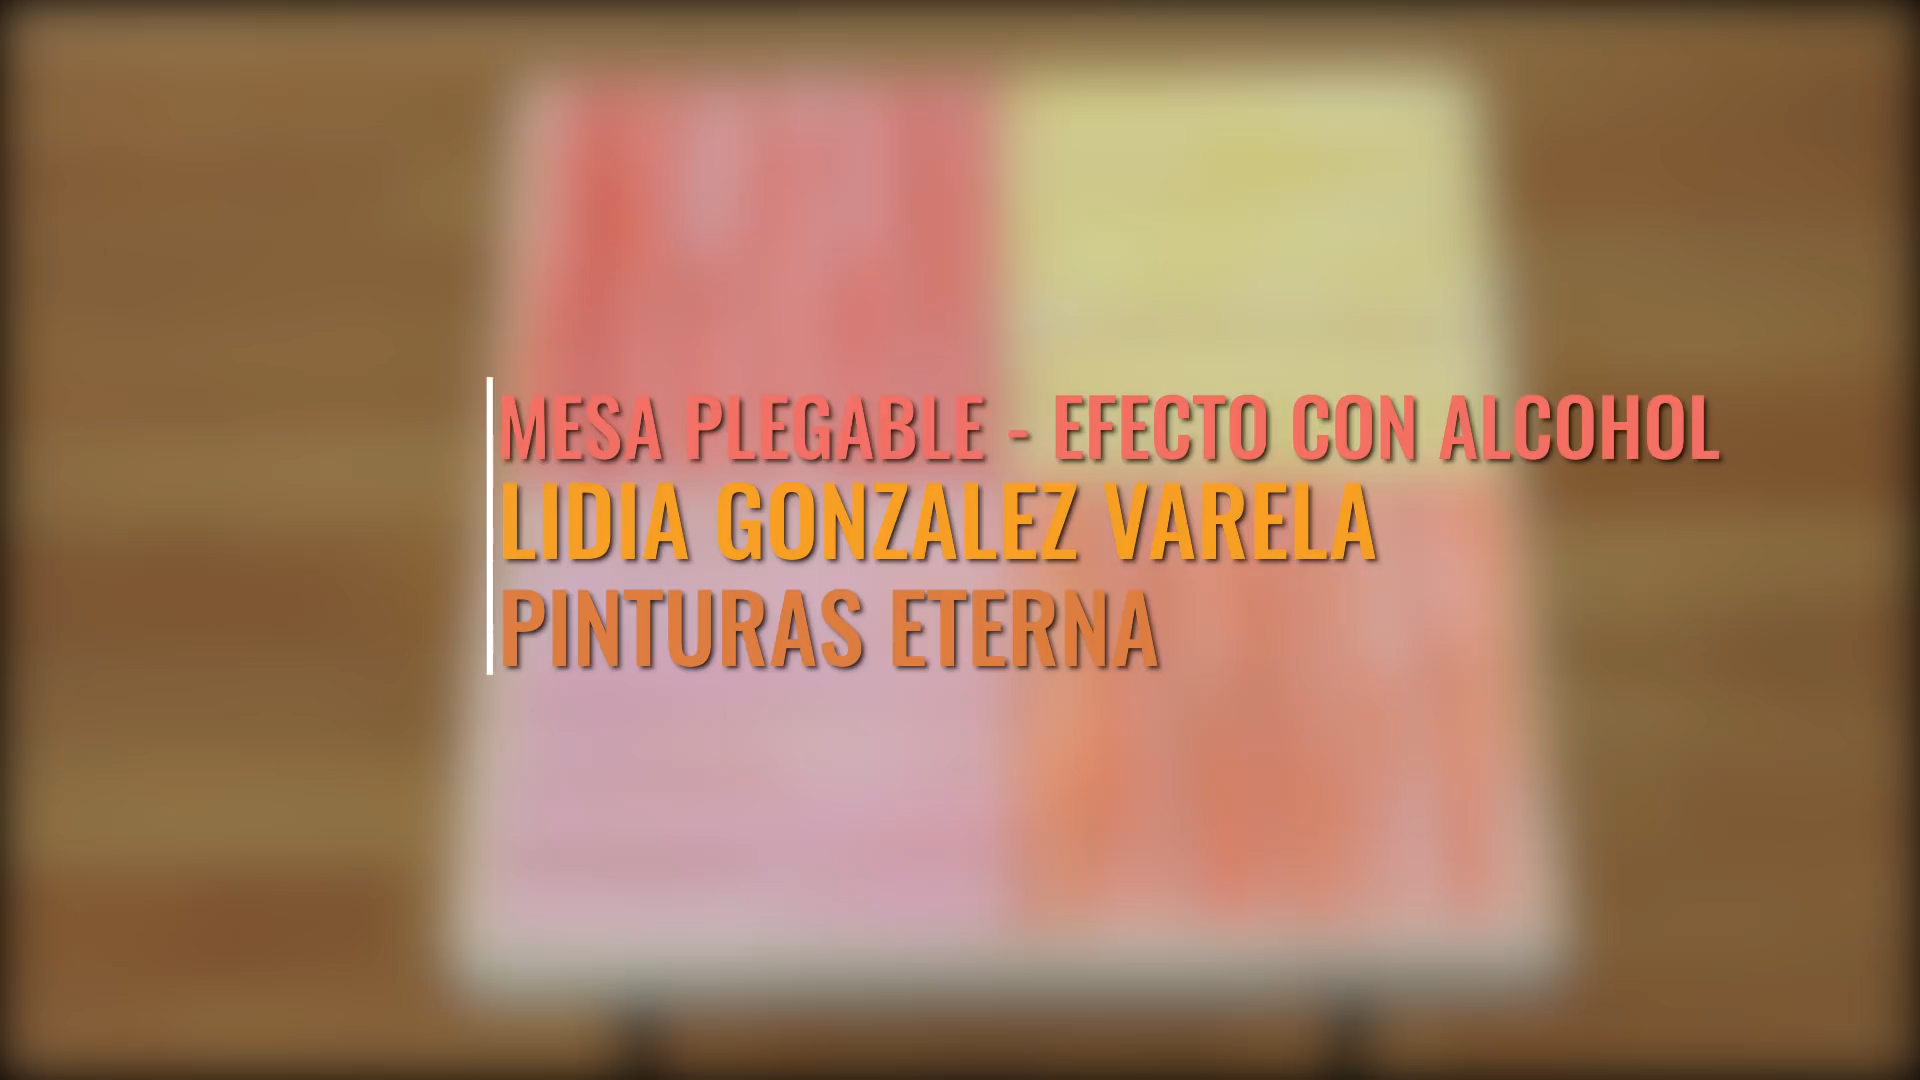 MESA PLEGABLE - EFECTO CON ALCOHOL
LIDIA GONZALEZ VARELA
PINTURAS ETERNA